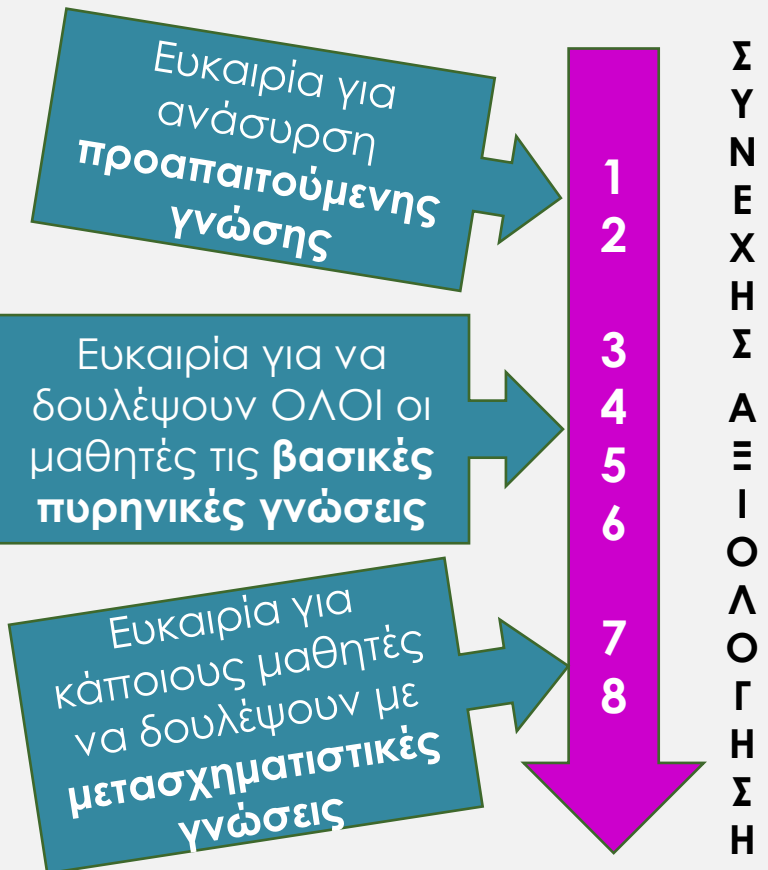 Ευκαιρία για
ανάσυρση
προαπαιτούμενης
γνώσης
Ευκαιρία για να
δουλέψουν ΟΛΟΙ οι
μαθητές τις βασικές
πυρηνικές γνώσεις
Ευκαιρία για
κάποιους μαθητές
να δουλέψουν με
μετασχηματιστικές
γνώσεις
1
2
3
4
5
6
7
8
Σ
Υ
Ν
Ε
Χ
Η
Σ
Α
Ξ
Ι
Ο
Λ
Ο
Γ
Η
Σ
Η